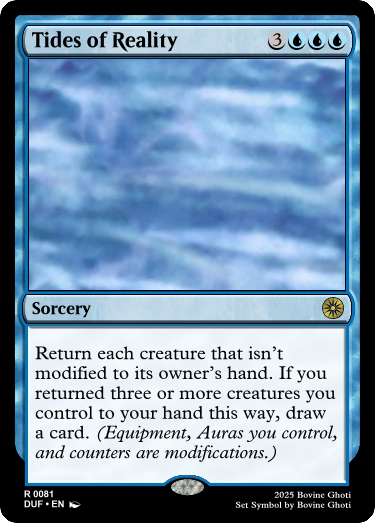 Tides of Reality 3
Sorcery
Return each creature that isn't
modified to its owner's hand. If you
returned three or more creatures you
control to your hand this way, draw
a card. (Equipment, Auras you control,
and counters are modifications.)
R 0081
DUF • EN
2025 Bovine Ghoti
Set Symbol by Bovine Ghoti